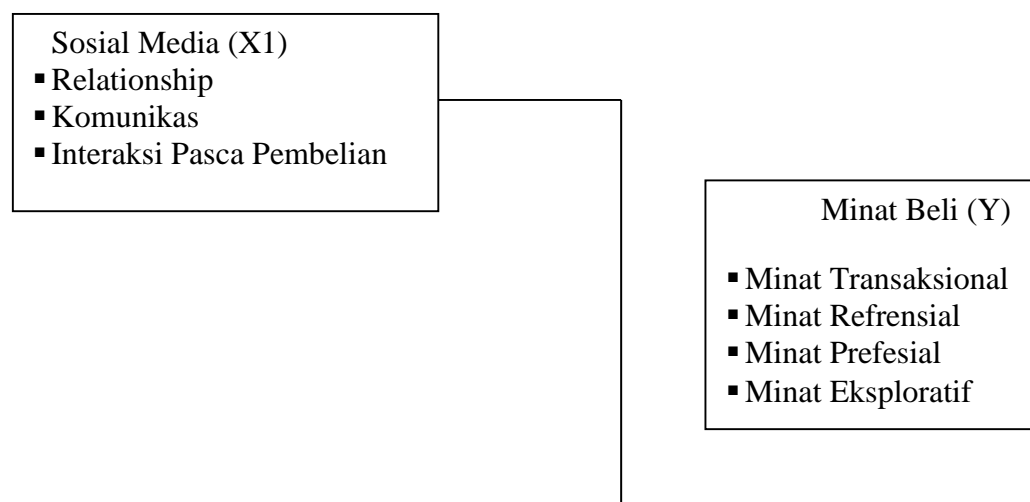 Sosial Media (X1)
▪ Relationship
▪ Komunikas
▪ Interaksi Pasca Pembelian
Minat Beli (Y)
▪ Minat Transaksional
▪ Minat Refrensial
▪ Minat Prefesial
▪ Minat Eksploratif